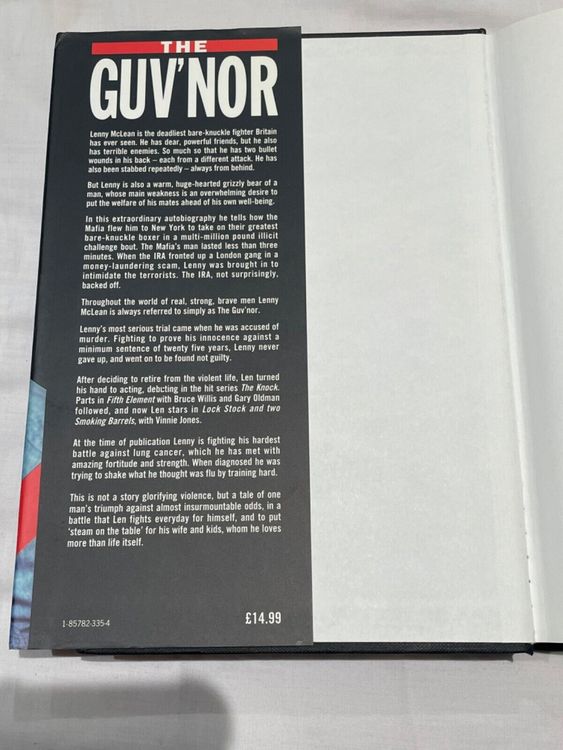 THE
GUV'NOR
Lenny McLean is the deadliest bare-knuckle fighter Britain
has ever seen. He has dear, powerful friends, but he also
has terrible enemies. So much so that he has two bullet
wounds in his back – each from a different attack. He has
also been stabbed repeatedly – always from behind.
But Lenny is also a warm, huge-hearted grizzly bear of a
man, whose main weakness is an overwhelming desire to
put the welfare of his mates ahead of his own well-being.
In this extraordinary autobiography he tells how the
Mafia flew him to New York to take on their greatest
bare-knuckle boxer in a multi-million pound illicit
challenge bout. The Mafia's man lasted less than three
minutes. When the IRA fronted up a London gang in a
money-laundering scam, Lenny was brought in to
intimidate the terrorists. The IRA, not surprisingly,
backed off.
Throughout the world of real, strong, brave men Lenny
McLean is always referred to simply as The Guv'nor.
Lenny's most serious trial came when he was accused of
murder. Fighting to prove his innocence against a
minimum sentence of twenty five years, Lenny never
gave up, and went on to be found not guilty.
After deciding to retire from the violent life, Len turned
his hand to acting, debuting in the hit series The Knock.
Parts in Fifth Element with Bruce Willis and Gary Oldman
followed, and now Len stars in Lock Stock and two
Smoking Barrels, with Vinnie Jones.
At the time of publication Lenny is fighting his hardest
battle against lung cancer, which he has met with
amazing fortitude and strength. When diagnosed he was
trying to shake what he thought was flu by training hard.
This is not a story glorifying violence, but a tale of one
man's triumph against almost insurmountable odds, in a
battle that Len fights everyday for himself, and to put
'steam on the table' for his wife and kids, whom he loves
more than life itself.
1-85782-335-4
£14.99